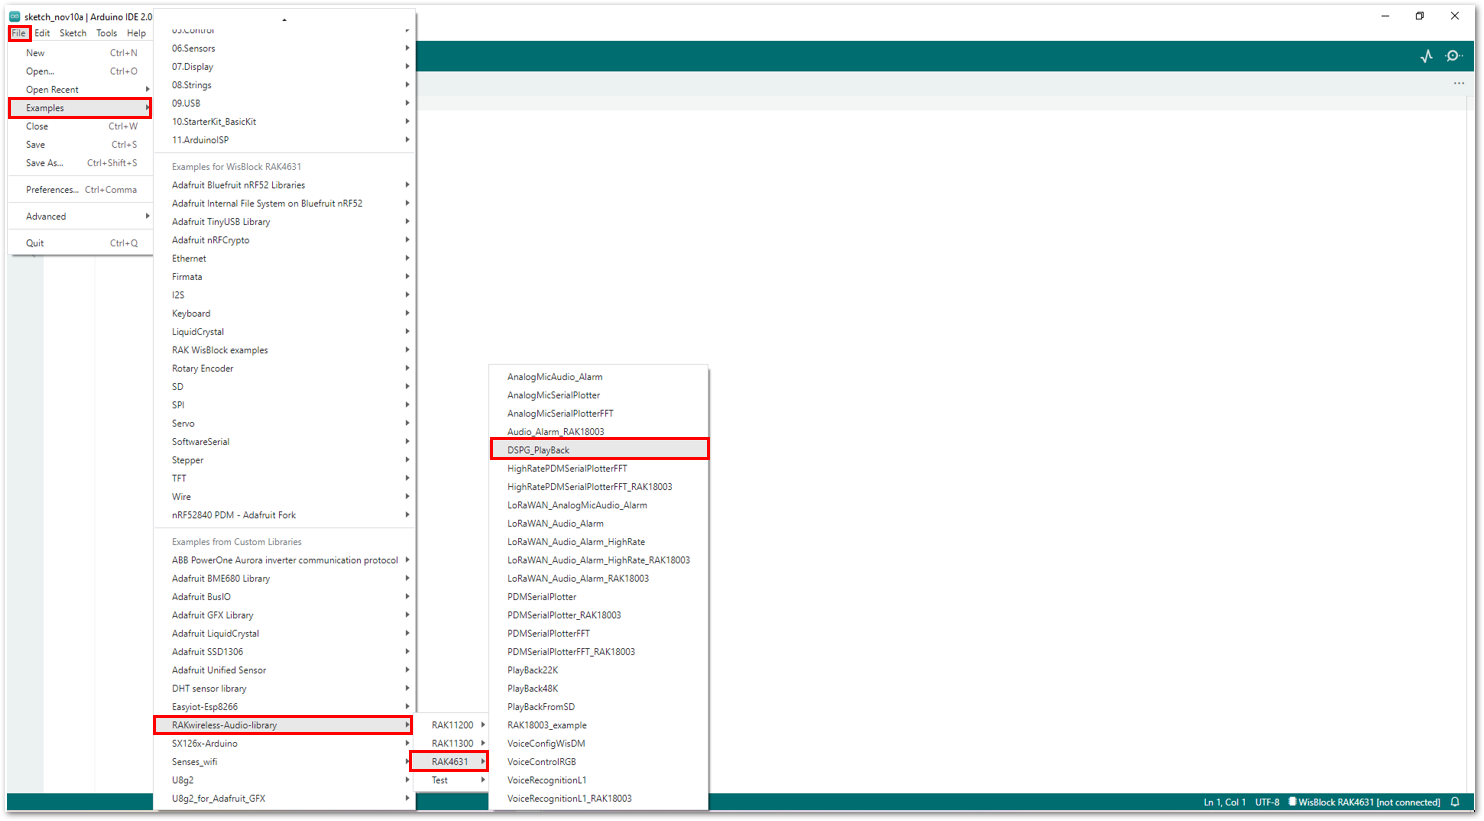 sketch_nov10a | Arduino IDE 2.0
File Edit Sketch Tools Help
New Ctrl+N
Open... Ctrl+O
Open Recent
Examples
Close Ctrl+W
Save Ctrl+S
Save As... Ctrl+Shift+S
Preferences... Ctrl+Comma
Advanced
Quit Ctrl+Q
05.Control
06.Sensors
07.Display
08.Strings
09.USB
10.StarterKit_BasicKit
11.ArduinoISP
Examples for WisBlock RAK4631
Adafruit Bluefruit nRF52 Libraries
Adafruit Internal File System on Bluefruit nRF52
Adafruit TinyUSB Library
Adafruit nRFCrypto
Ethernet
Firmata
I2S
Keyboard
LiquidCrystal
RAK WisBlock examples
Rotary Encoder
SD
SPI
Servo
SoftwareSerial
Stepper
TFT
Wire
nRF52840 PDM - Adafruit Fork
Examples from Custom Libraries
ABB PowerOne Aurora inverter communication protocol
Adafruit BME680 Library
Adafruit BusIO
Adafruit GFX Library
Adafruit LiquidCrystal
Adafruit SSD1306
Adafruit Unified Sensor
DHT sensor library
Easyiot-Esp8266
RAKwireless-Audio-library
SX126x-Arduino
Senses_wifi
U8g2
U8g2_for_Adafruit_GFX
RAK11200
RAK11300
RAK4631
Test
AnalogMicAudio_Alarm
AnalogMicSerialPlotter
AnalogMicSerialPlotterFFT
Audio_Alarm_RAK18003
DSPG_PlayBack
HighRatePDMSerialPlotterFFT
HighRatePDMSerialPlotterFFT_RAK18003
LoRaWAN_AnalogMicAudio_Alarm
LoRaWAN_Audio_Alarm
LoRaWAN_Audio_Alarm_HighRate
LoRaWAN_Audio_Alarm_HighRate_RAK18003
LoRaWAN_Audio_Alarm_RAK18003
PDMSerialPlotter
PDMSerialPlotter_RAK18003
PDMSerialPlotterFFT
PDMSerialPlotterFFT_RAK18003
PlayBack22K
PlayBack48K
PlayBackFromSD
RAK18003_example
VoiceConfigWisDM
VoiceControlRGB
VoiceRecognitionL1
VoiceRecognitionL1_RAK18003
Ln 1, Col 1 UTF-8 WisBlock RAK4631 [not connected]